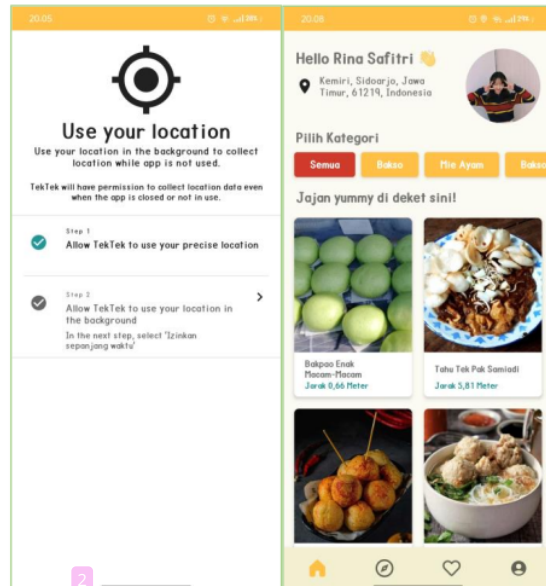 20.05
28%
Use your location
Use your location in the background to collect
location while app is not used.
TekTek will have permission to collect location data even
when the app is closed or not in use.
Step 1
Allow TekTek to use your precise location
Step 2
Allow TekTek to use your location in
the background
In the next step, select 'Izinkan
sepanjang waktu'
2
20.08
29%
Hello Rina Safitri 👋
Kemiri, Sidoarjo, Jawa
Timur, 61219, Indonesia
Pilih Kategori
Semua
Bakso
Mie Ayam
Bakso
Jajan yummy di deket sini!
Bakpao Enak
Macam-Macam
Jarak 0,66 Meter
Tahu Tek Pak Samiadi
Jarak 5,81 Meter